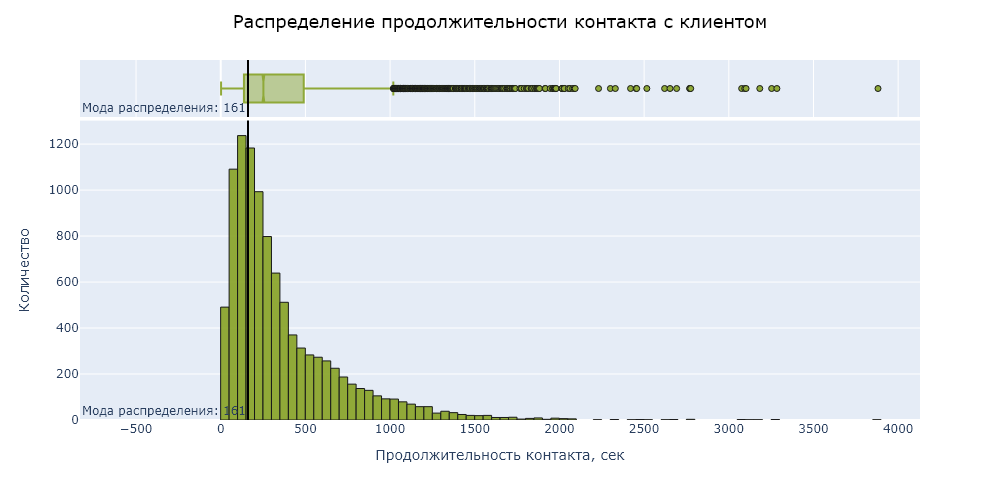 Распределение продолжительности контакта с клиентом
Мода распределения: 161
1200
1000
800
600
400
200
0
Количество
Мода распределения: 161
−500 0 500 1000 1500 2000 2500 3000 3500 4000
Продолжительность контакта, сек